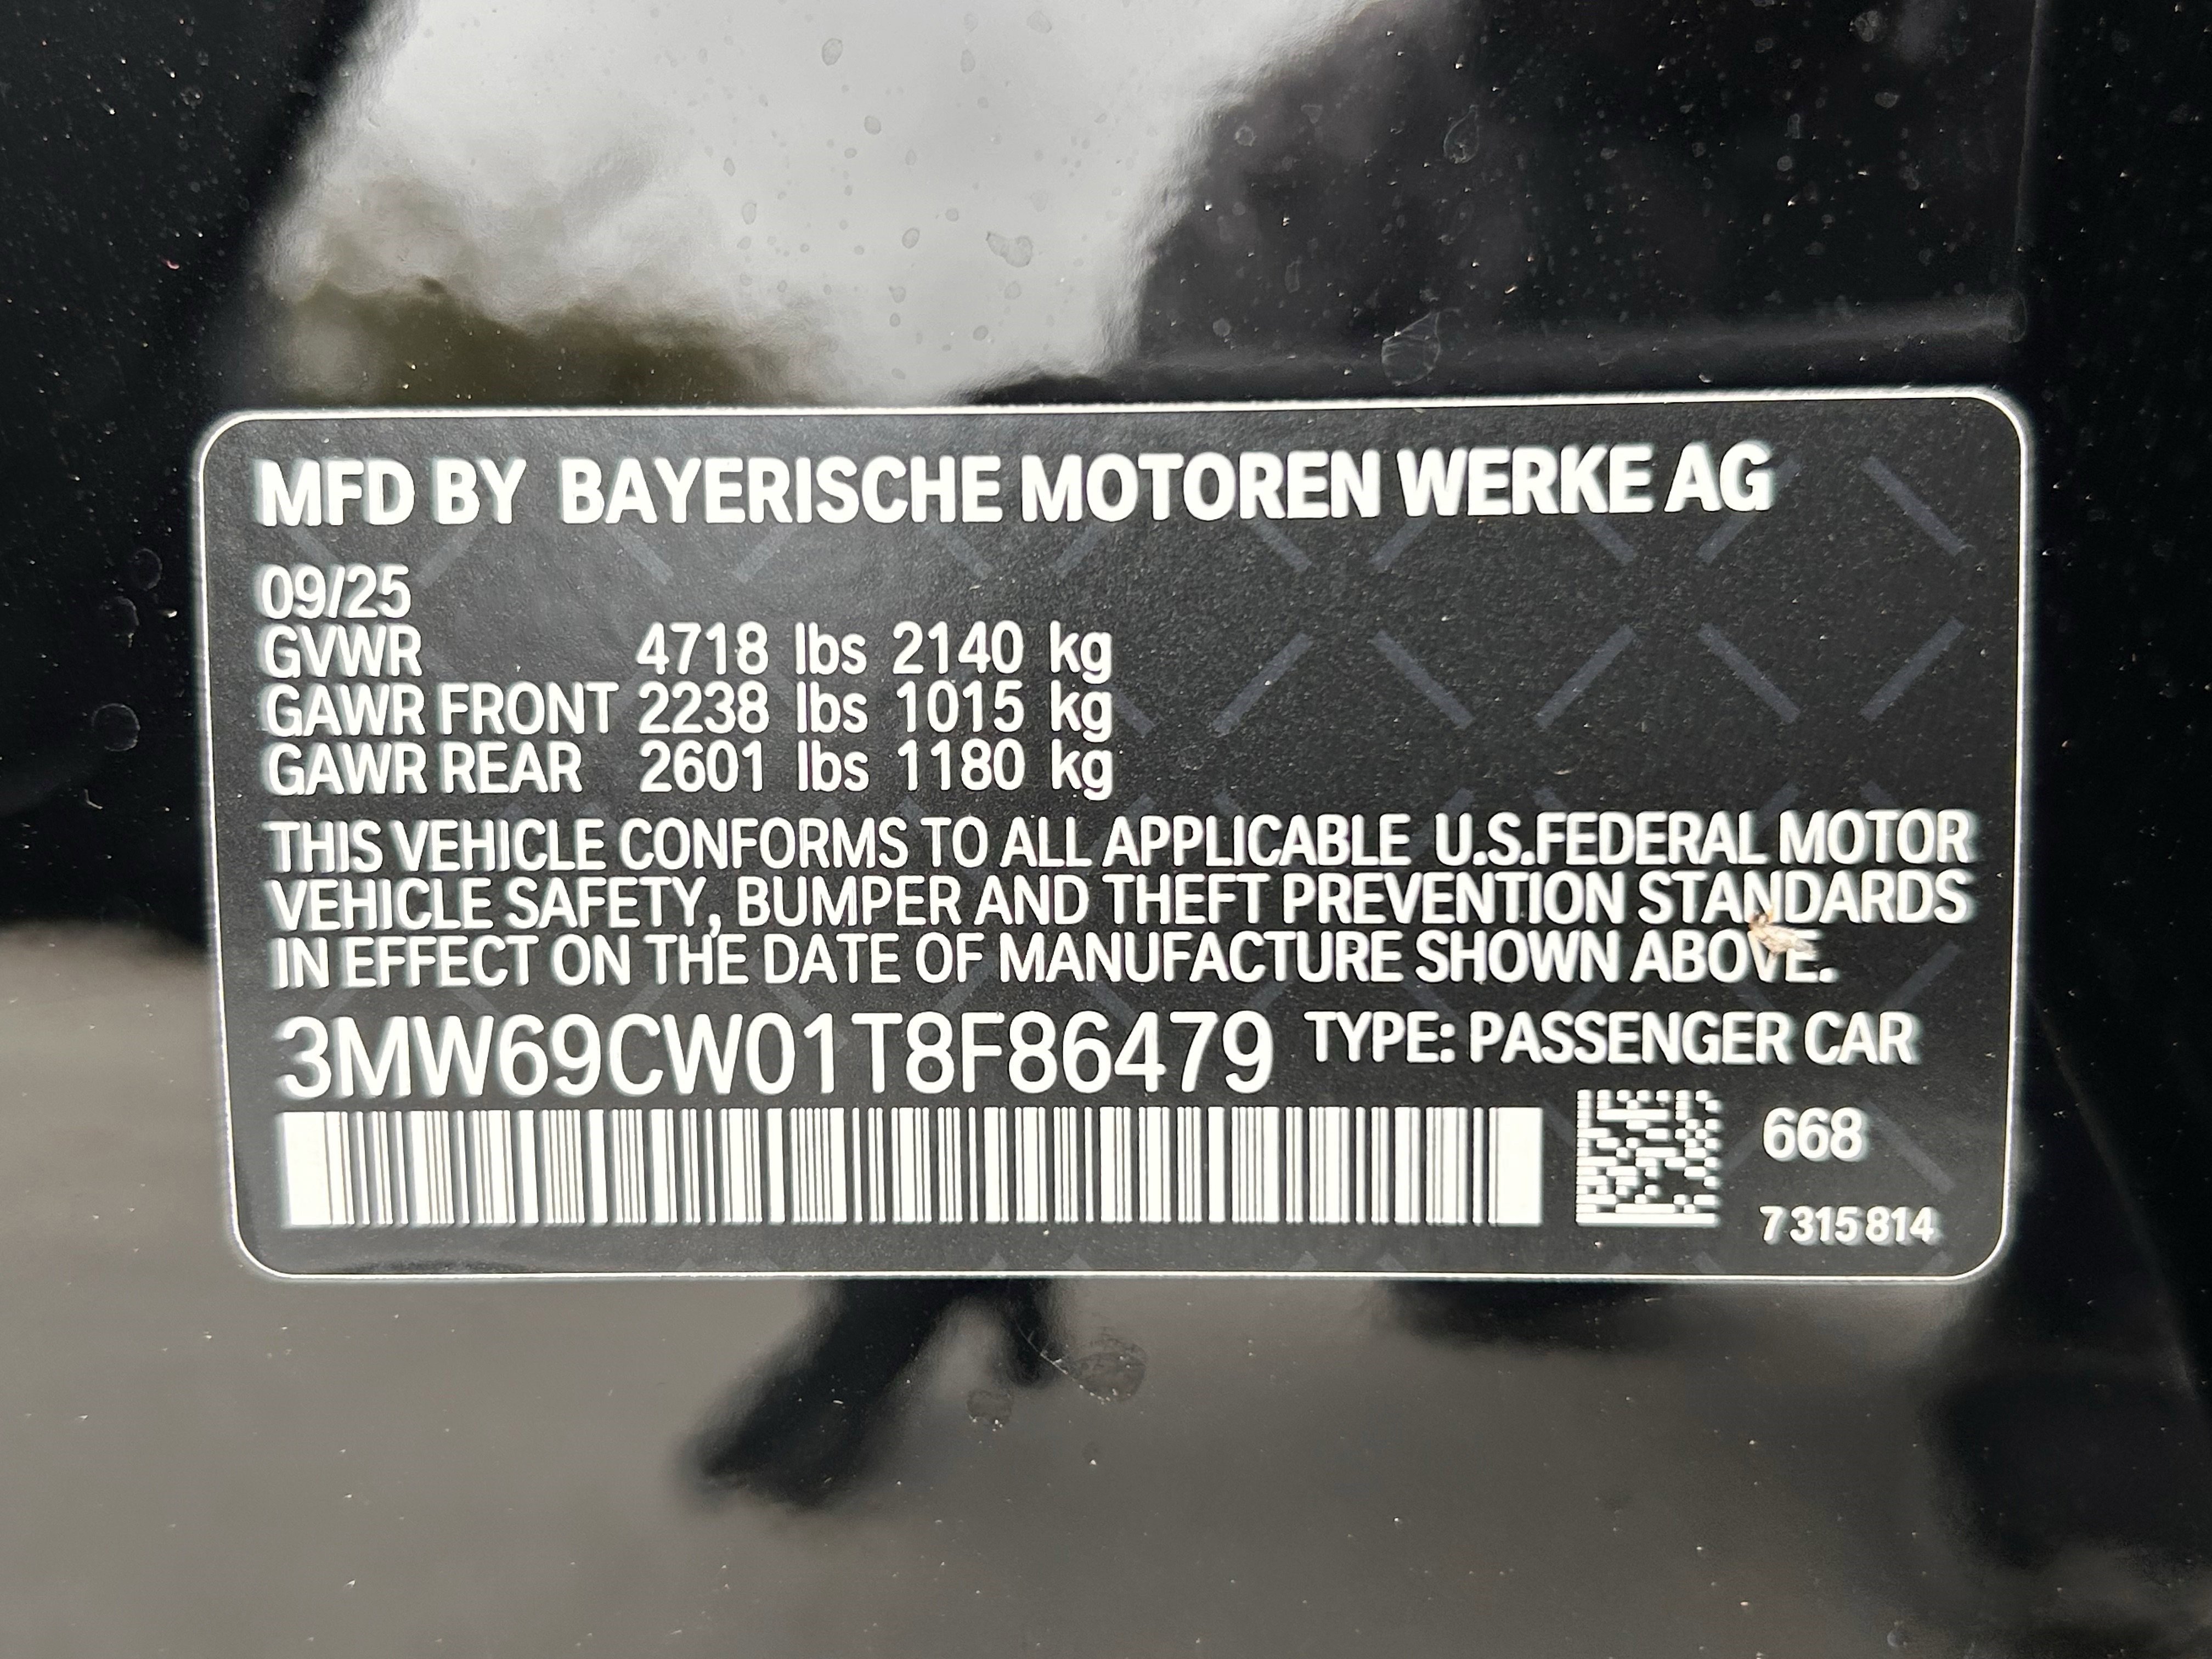 MFD BY BAYERISCHE MOTOREN WERKE AG
09/25
GVWR 4718 lbs 2140 kg
GAWR FRONT 2238 lbs 1015 kg
GAWR REAR 2601 lbs 1180 kg
THIS VEHICLE CONFORMS TO ALL APPLICABLE U.S.FEDERAL MOTOR
VEHICLE SAFETY, BUMPER AND THEFT PREVENTION STANDARDS
IN EFFECT ON THE DATE OF MANUFACTURE SHOWN ABOVE.
3MW69CW01T8F86479 TYPE: PASSENGER CAR
668
7 315 814